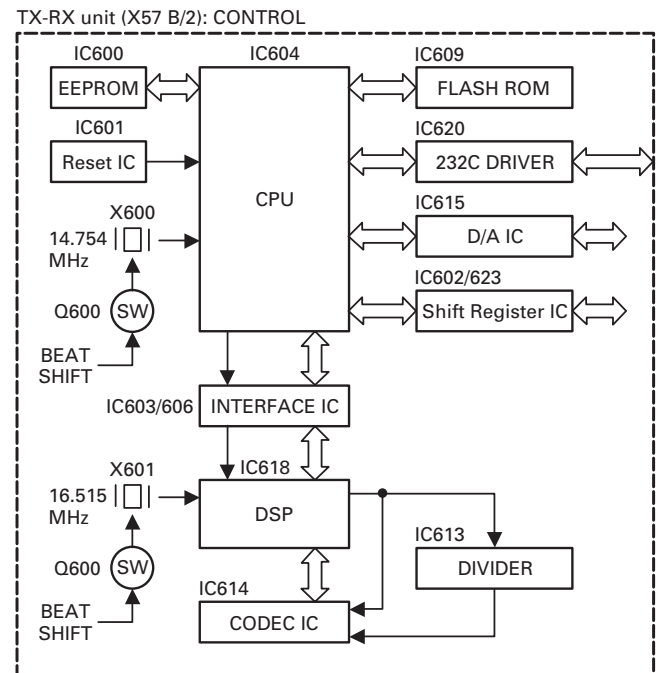 TX-RX unit (X57 B/2): CONTROL
IC600
EEPROM
IC604
CPU
IC609
FLASH ROM
IC601
Reset IC
IC620
232C DRIVER
X600
14.754
MHz
IC615
D/A IC
Q600
SW
IC602/623
Shift Register IC
BEAT
SHIFT
IC603/606
INTERFACE IC
X601
16.515
MHz
IC618
DSP
IC613
DIVIDER
Q600
SW
IC614
CODEC IC
BEAT
SHIFT